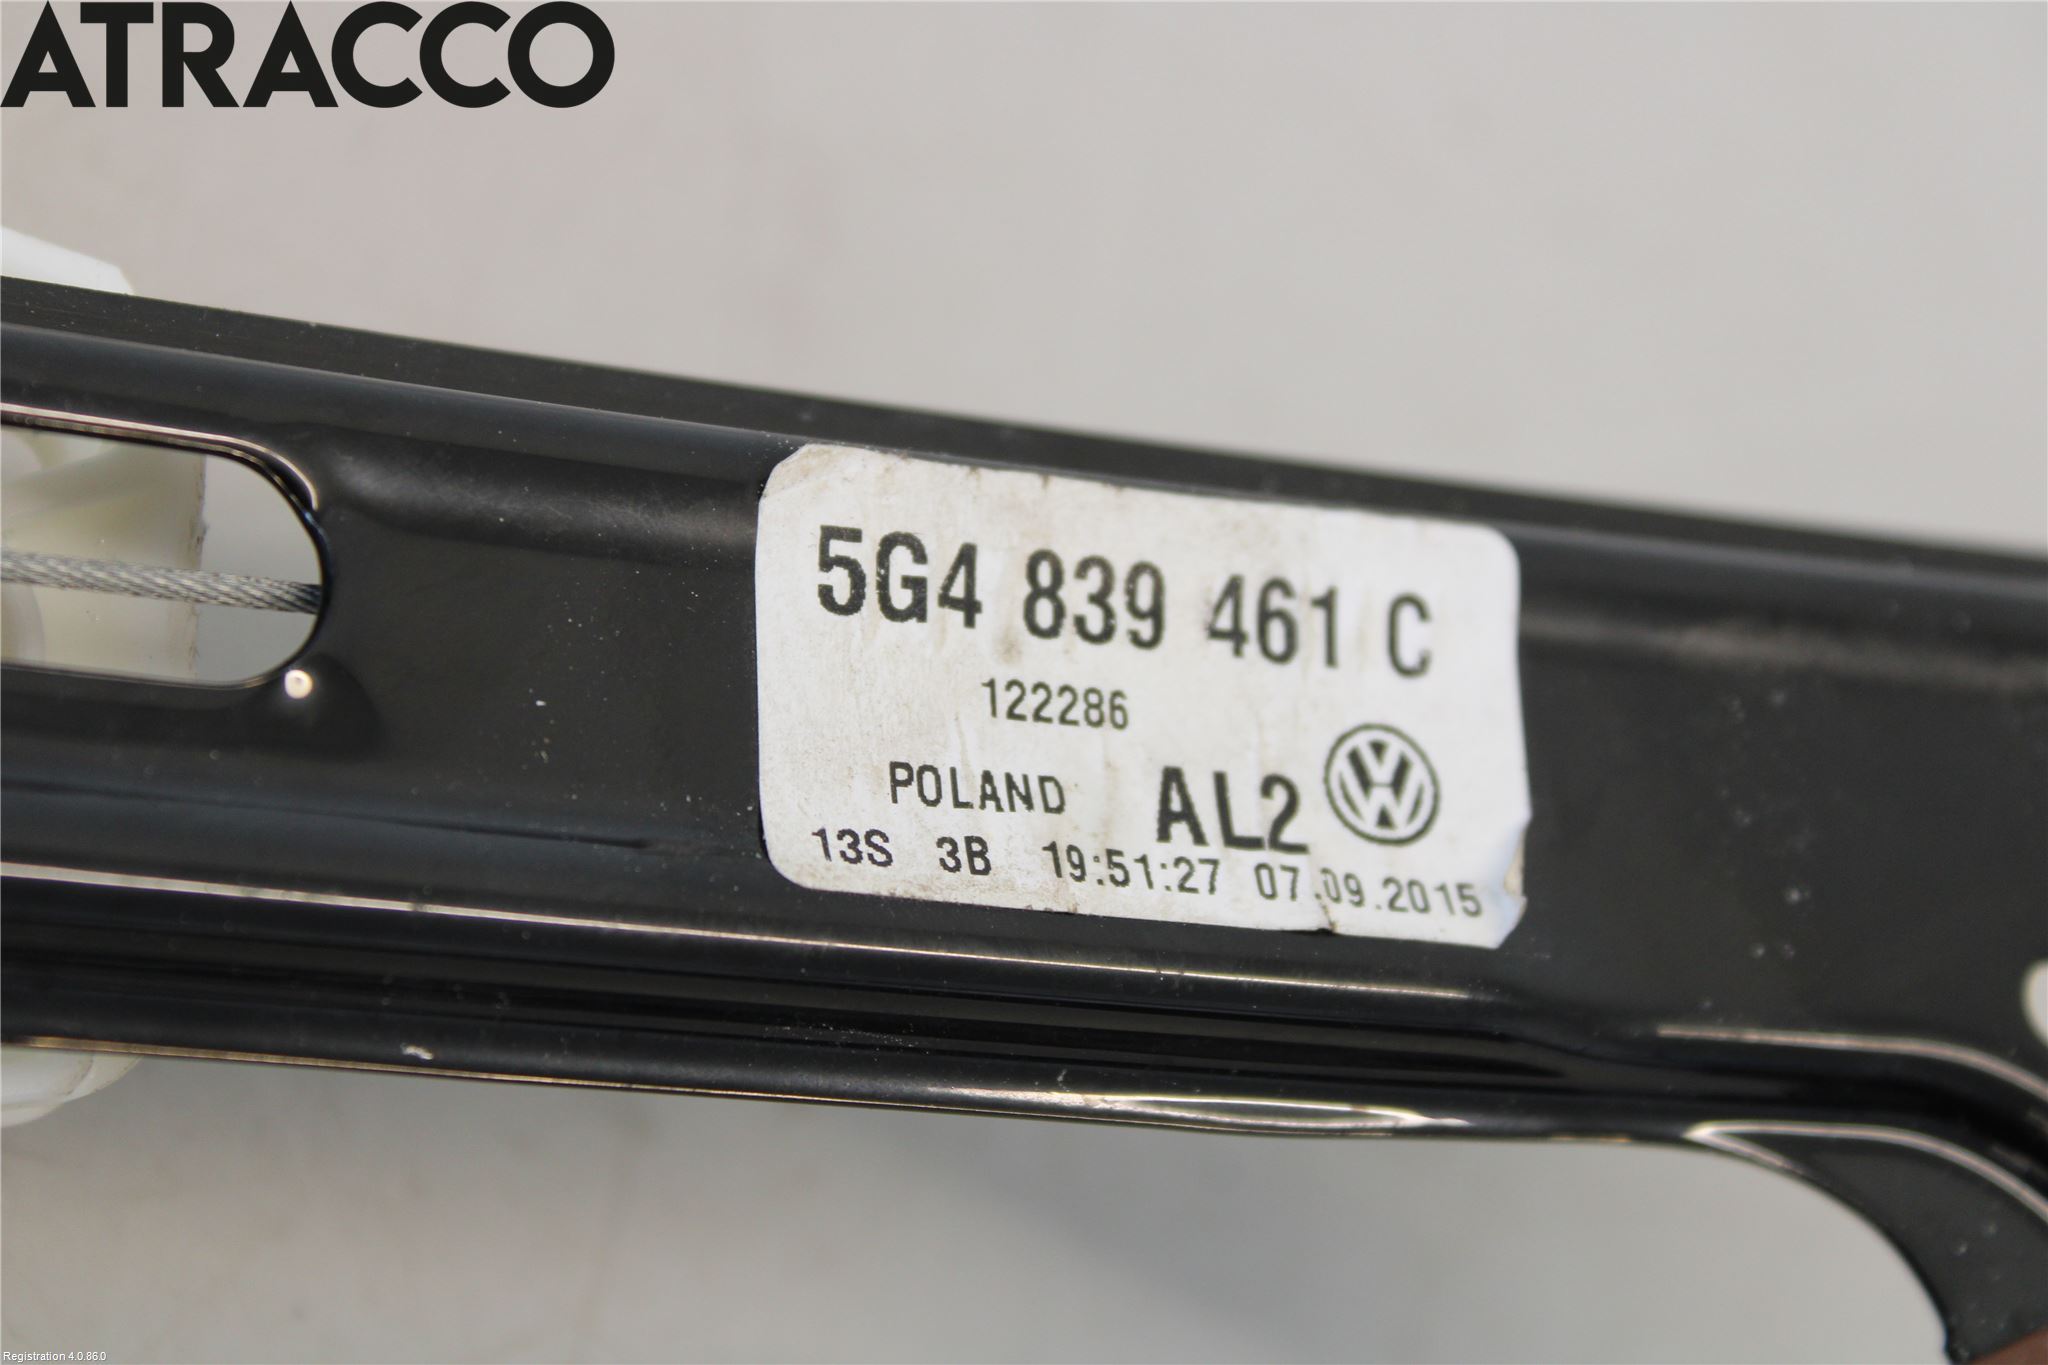 ATRACCO
5G4 839 461 C
122286
POLAND AL2
13S 3B 19:51:27 07.09.2015
Registration 4.0.86.0